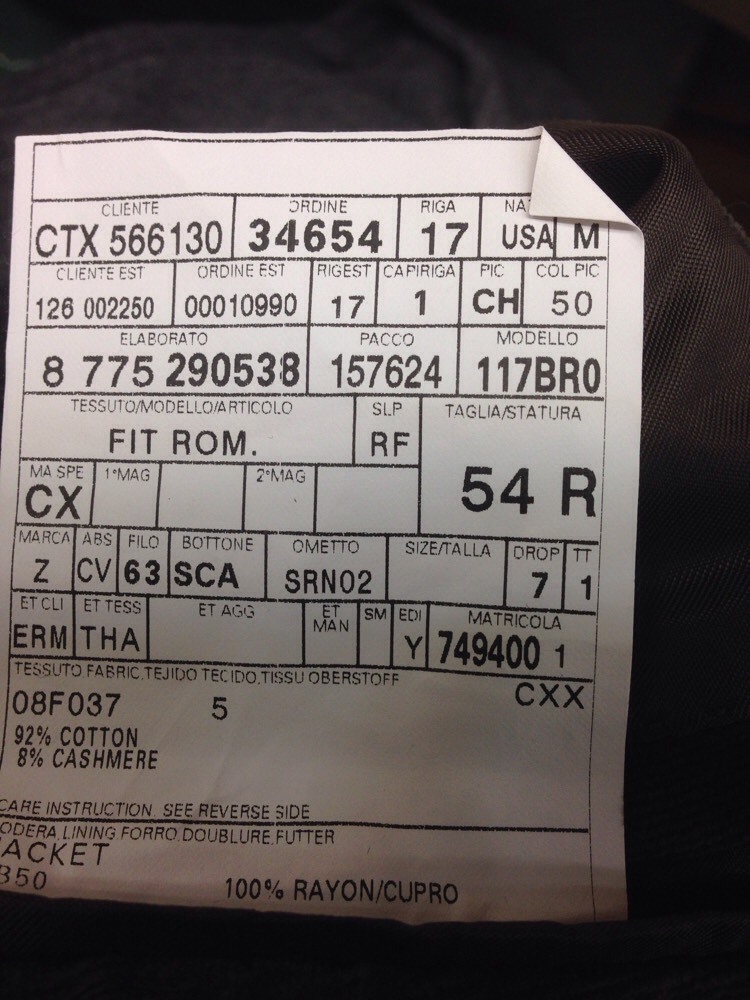 CLIENTE ORDINE RIGA NA
CTX 566130 34654 17 USA M
CLIENTE EST ORDINE EST RIGEST CAPIRIGA PIC COL PIC
126 002250 00010990 17 1 CH 50
ELABORATO PACCO MODELLO
8 775 290538 157624 117BR0
TESSUTO/MODELLO/ARTICOLO SLP TAGLIA/STATURA
FIT ROM. RF 54 R
MA SPE 1°MAG 2°MAG
CX
MARCA ABS FILO BOTTONE OMETTO SIZE/TALLA DROP TT
Z CV 63 SCA SRN02 7 1
ET CLI ET TESS ET AGG ET MAN SM EDI MATRICOLA
ERM THA Y 749400 1
TESSUTO FABRIC.TEJIDO TECIDO,TISSU OBERSTOFF CXX
08F037 5
92% COTTON
8% CASHMERE
CARE INSTRUCTION SEE REVERSE SIDE
ODERA,LINING FORRO.DOUBLURE,FUTTER
ACKET
B50 100% RAYON/CUPRO